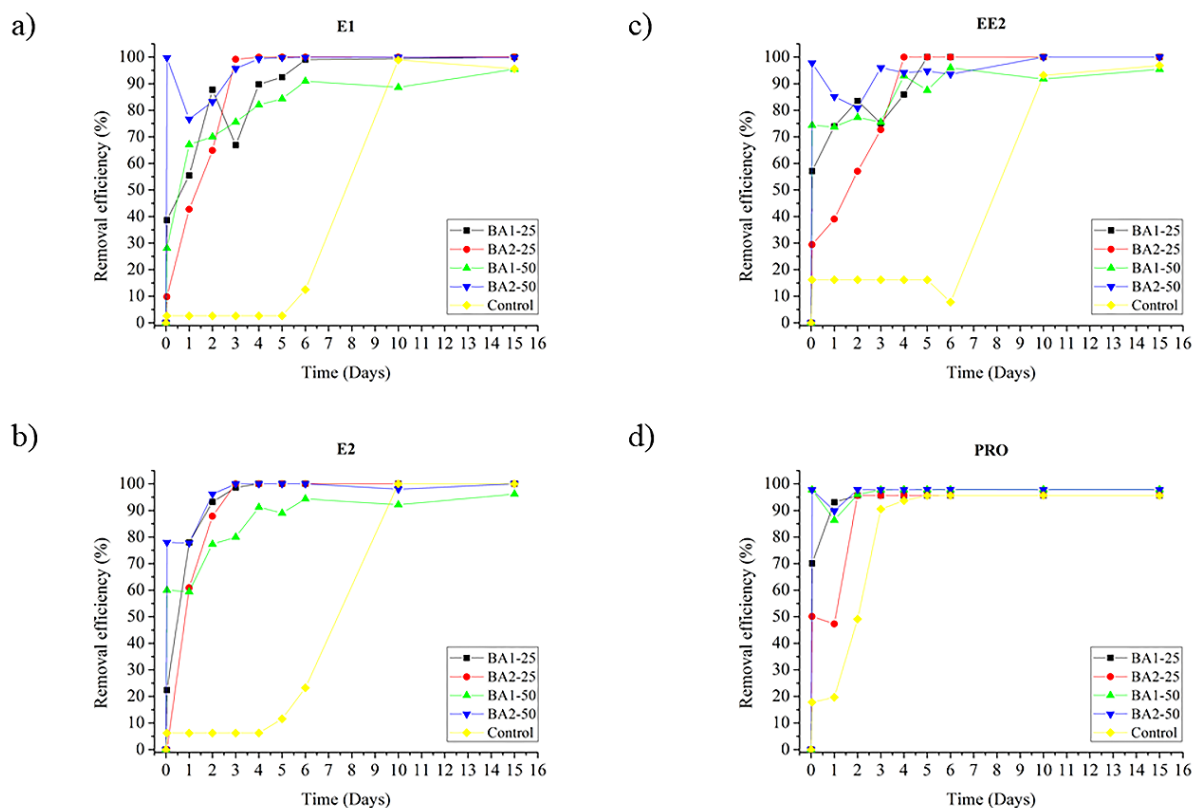 a)
E1
Removal efficiency (%)
100
90
80
70
60
50
40
30
20
10
0
BA1-25
BA2-25
BA1-50
BA2-50
Control
0 1 2 3 4 5 6 7 8 9 10 11 12 13 14 15 16
Time (Days)
c)
EE2
Removal efficiency (%)
100
90
80
70
60
50
40
30
20
10
0
BA1-25
BA2-25
BA1-50
BA2-50
Control
0 1 2 3 4 5 6 7 8 9 10 11 12 13 14 15 16
Time (Days)
b)
E2
Removal efficiency (%)
100
90
80
70
60
50
40
30
20
10
0
BA1-25
BA2-25
BA1-50
BA2-50
Control
0 1 2 3 4 5 6 7 8 9 10 11 12 13 14 15 16
Time (Days)
d)
PRO
Removal efficiency (%)
100
90
80
70
60
50
40
30
20
10
0
BA1-25
BA2-25
BA1-50
BA2-50
Control
0 1 2 3 4 5 6 7 8 9 10 11 12 13 14 15 16
Time (Days)